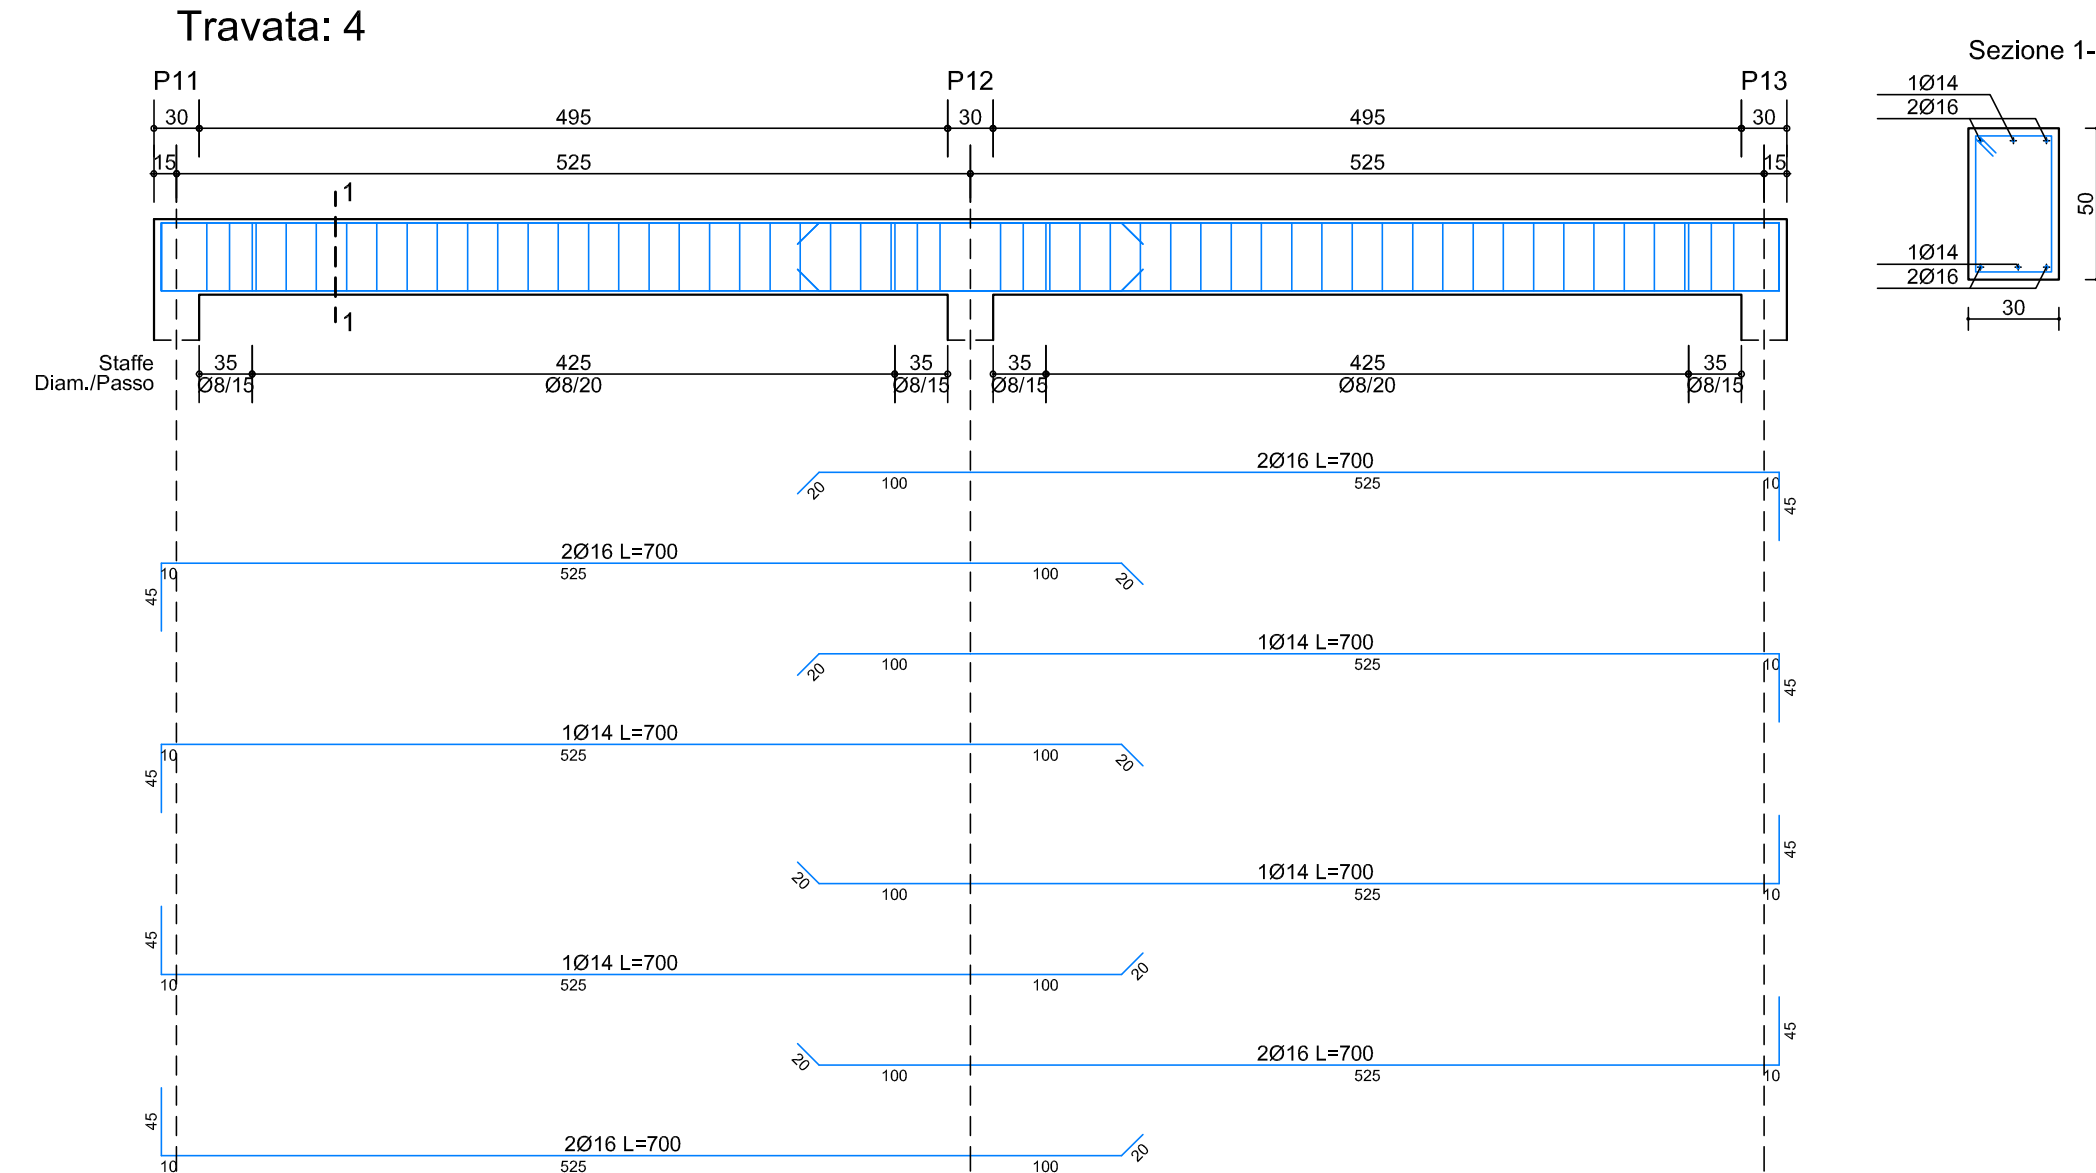 Travata: 4
Sezione 1-
P11 P12 P13
30 495 30 495 30
15 525 525 15
1
1
Staffe
Diam./Passo
35 425 35 35 425 35
Ø8/15 Ø8/20 Ø8/15 Ø8/15 Ø8/20 Ø8/15
1Ø14
2Ø16
50
1Ø14
2Ø16
30
2Ø16 L=700
20 100 525 10 45
2Ø16 L=700
45 10 525 100 20
1Ø14 L=700
20 100 525 10 45
1Ø14 L=700
45 10 525 100 20
1Ø14 L=700
20 100 525 10 45
1Ø14 L=700
45 10 525 100 20
2Ø16 L=700
20 100 525 10 45
2Ø16 L=700
45 10 525 100 20